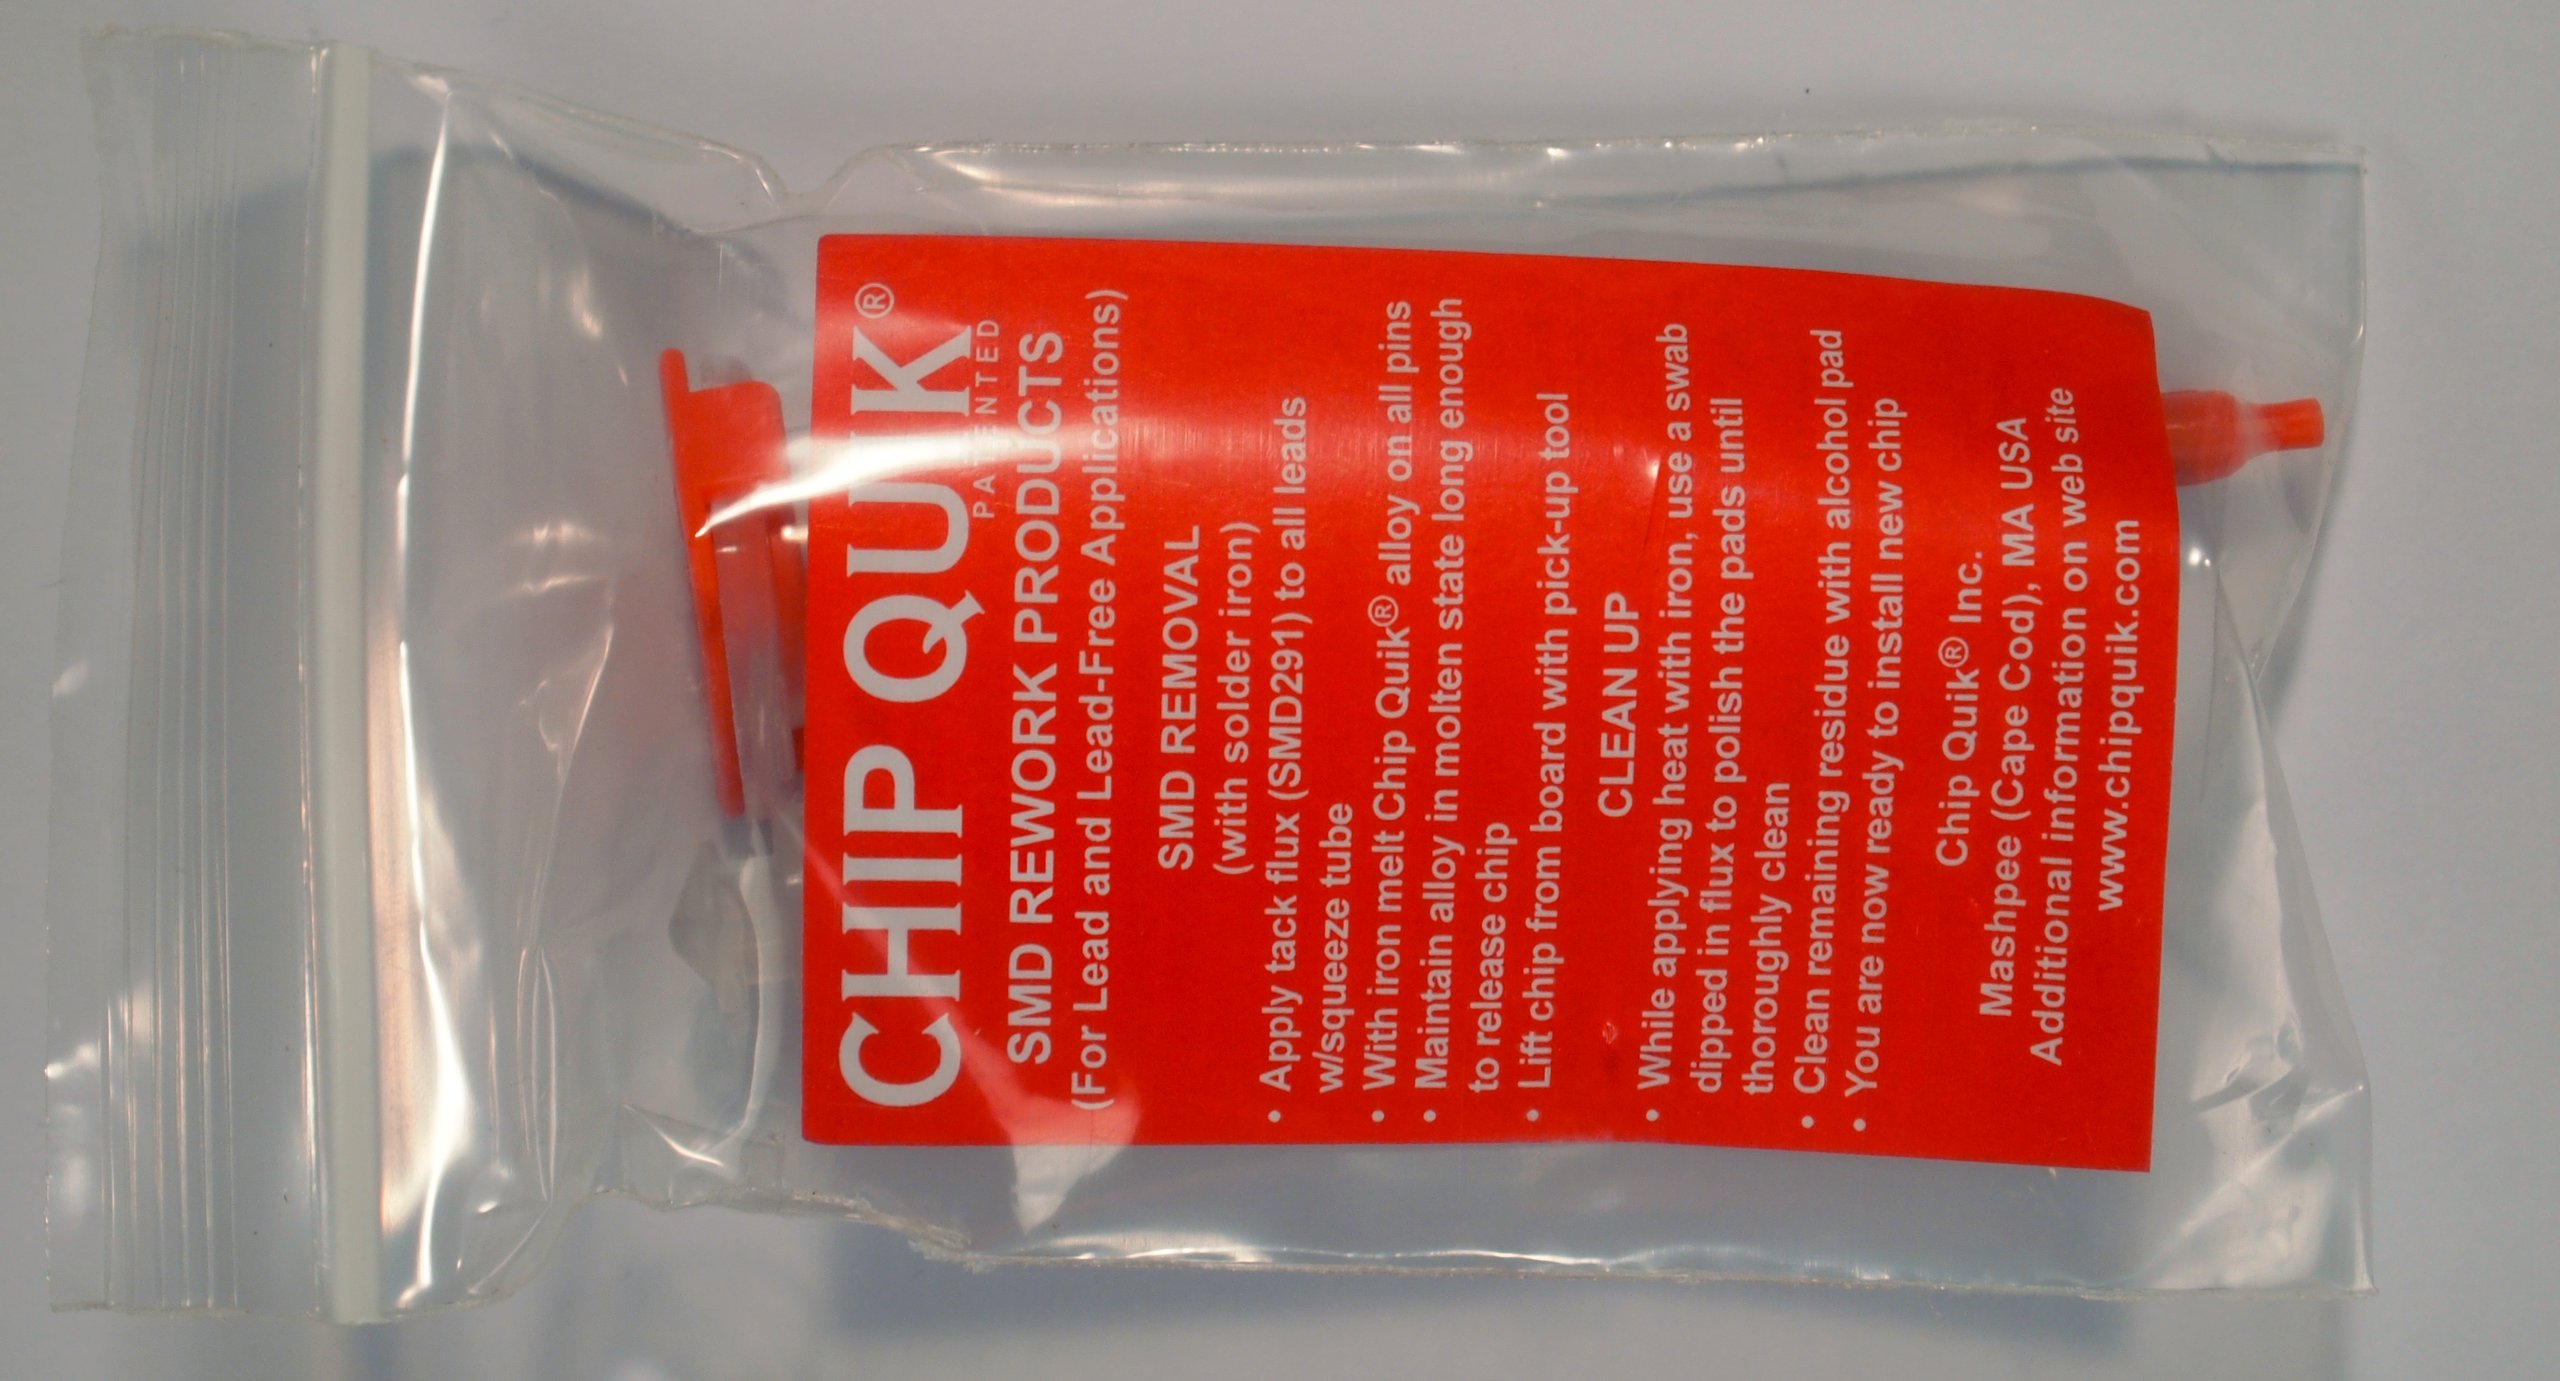 CHIP QUIK®
PATENTED
SMD REWORK PRODUCTS
(For Lead and Lead-Free Applications)
SMD REMOVAL
(with solder iron)
• Apply tack flux (SMD291) to all leads
w/squeeze tube
• With iron melt Chip Quik® alloy on all pins
• Maintain alloy in molten state long enough
to release chip
• Lift chip from board with pick-up tool
CLEAN UP
• While applying heat with iron, use a swab
dipped in flux to polish the pads until
thoroughly clean
• Clean remaining residue with alcohol pad
• You are now ready to install new chip
Chip Quik® Inc.
Mashpee (Cape Cod), MA USA
Additional information on web site
www.chipquik.com